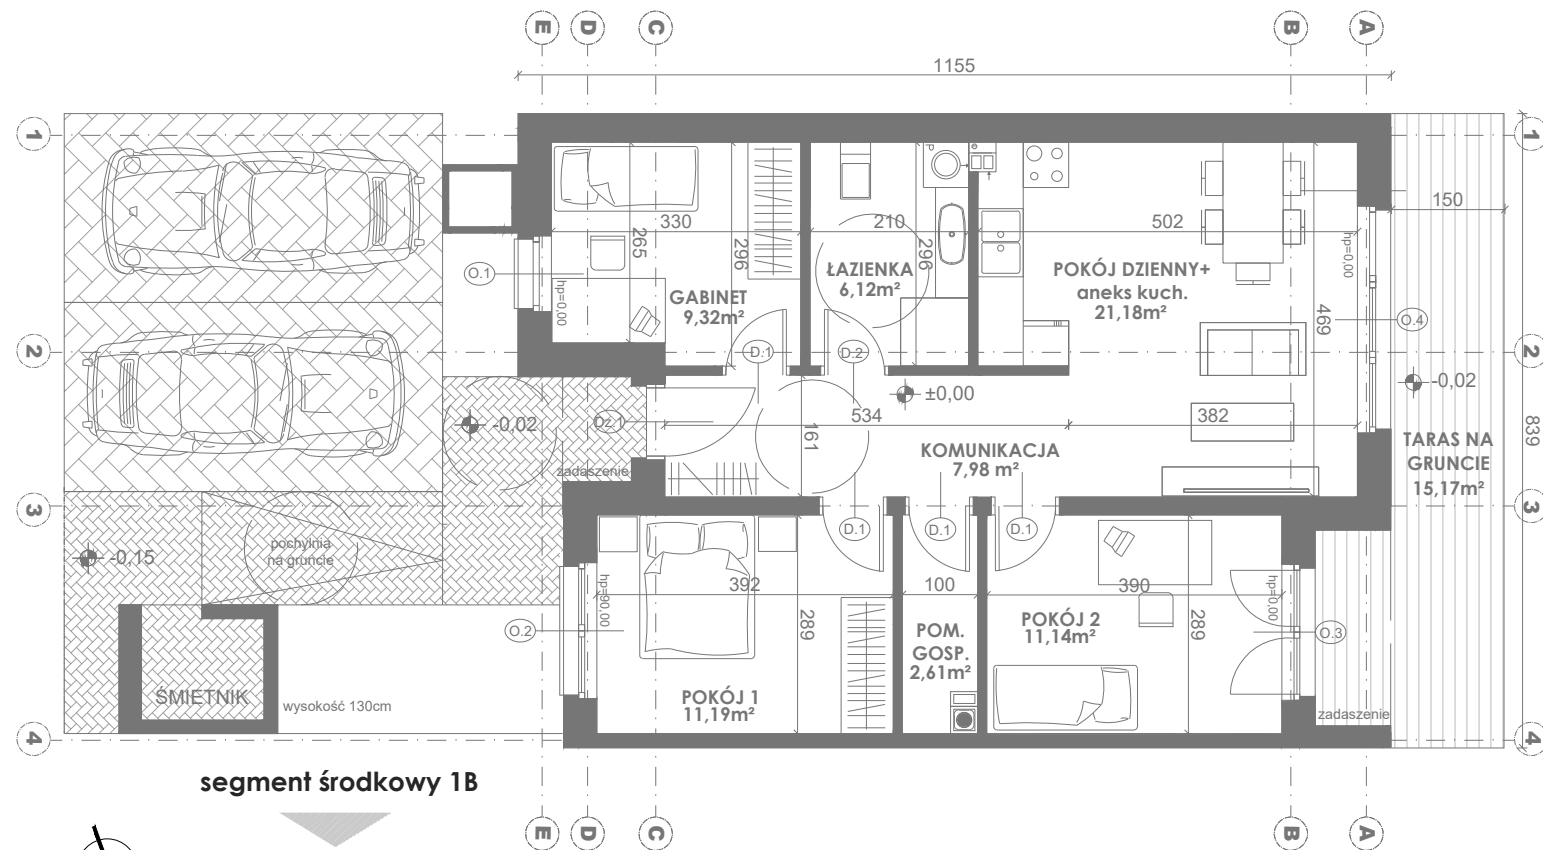 E D C B A
1155
1 1
330
265
296
210
296
502
150
O.1
hp=0,00
GABINET
9,32m²
ŁAZIENKA
6,12m²
POKÓJ DZIENNY+
aneks kuch.
21,18m²
hp=0,00
469
O.4
2 2
D.1
D.2
±0,00
-0,02
-0,02
Dz.1
534
382
161
839
KOMUNIKACJA
7,98 m²
TARAS NA
GRUNCIE
15,17m²
zadaszenie
3 3
D.1
D.1
D.1
-0,15
pochylnia
na gruncie
hp=90,00
392
100
390
hp=0,00
289
289
O.2
O.3
POM.
GOSP.
2,61m²
POKÓJ 2
11,14m²
ŚMIETNIK
wysokość 130cm
POKÓJ 1
11,19m²
zadaszenie
4 4
segment środkowy 1B
E D C B A